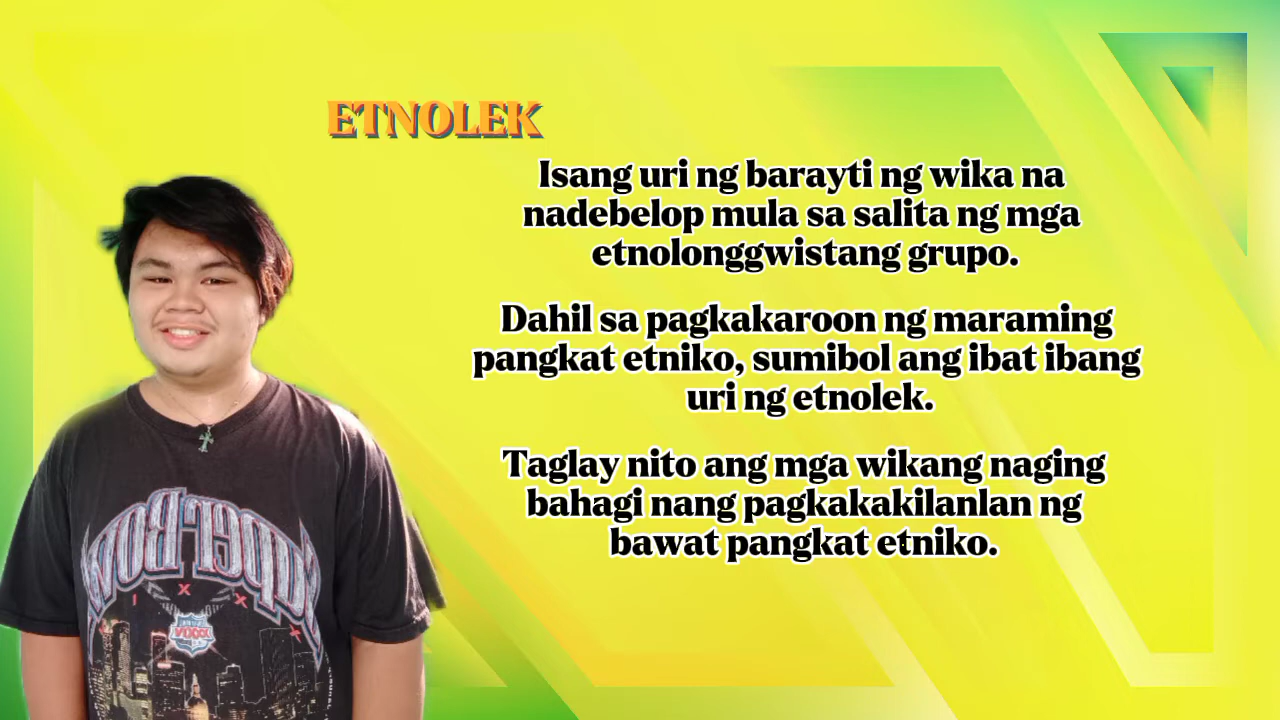 ETNOLEK
Isang uri ng barayti ng wika na
nadebelop mula sa salita ng mga
etnolonggwistang grupo.
Dahil sa pagkakaroon ng maraming
pangkat etniko, sumibol ang ibat ibang
uri ng etnolek.
Taglay nito ang mga wikang naging
bahagi nang pagkakakilanlan ng
bawat pangkat etniko.
SUPER-BOWL
I X X X
XXXIV